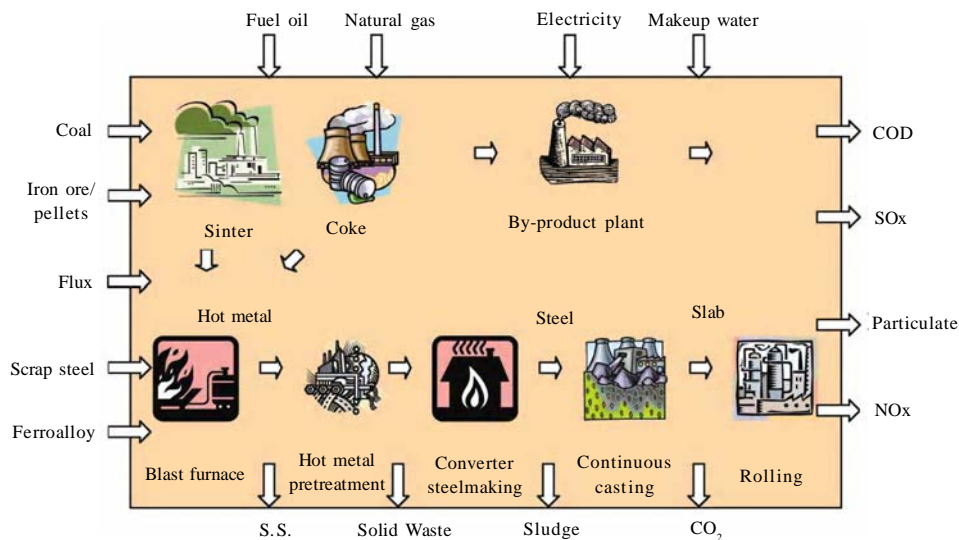 Fuel oil
Natural gas
Electricity
Makeup water
Coal
Iron ore/
pellets
Flux
Scrap steel
Ferroalloy
Sinter
Coke
By-product plant
Hot metal
Steel
Slab
Blast furnace
Hot metal
pretreatment
Converter
steelmaking
Continuous
casting
Rolling
COD
SOx
Particulate
NOx
S.S.
Solid Waste
Sludge
CO₂